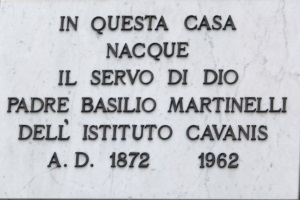 IN QUESTA CASA
NACQUE
IL SERVO DI DIO
PADRE BASILIO MARTINELLI
DELL' ISTITUTO CAVANIS
A. D. 1872 1962